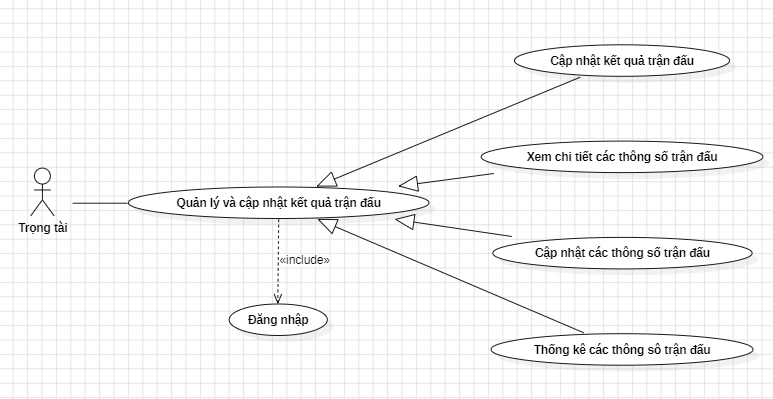 Cập nhật kết quả trận đấu
Xem chi tiết các thông số trận đấu
Quản lý và cập nhật kết quả trận đấu
Trọng tài
Cập nhật các thông số trận đấu
«include»
Đăng nhập
Thống kê các thông sô trận đấu